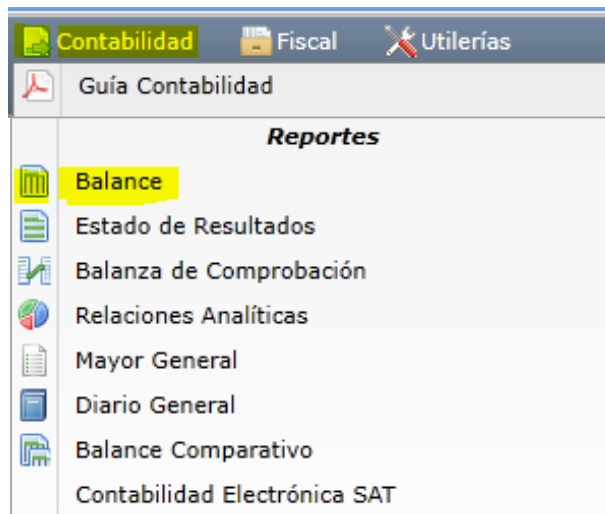 Contabilidad Fiscal Utilerías
Guía Contabilidad
Reportes
Balance
Estado de Resultados
Balanza de Comprobación
Relaciones Analíticas
Mayor General
Diario General
Balance Comparativo
Contabilidad Electrónica SAT